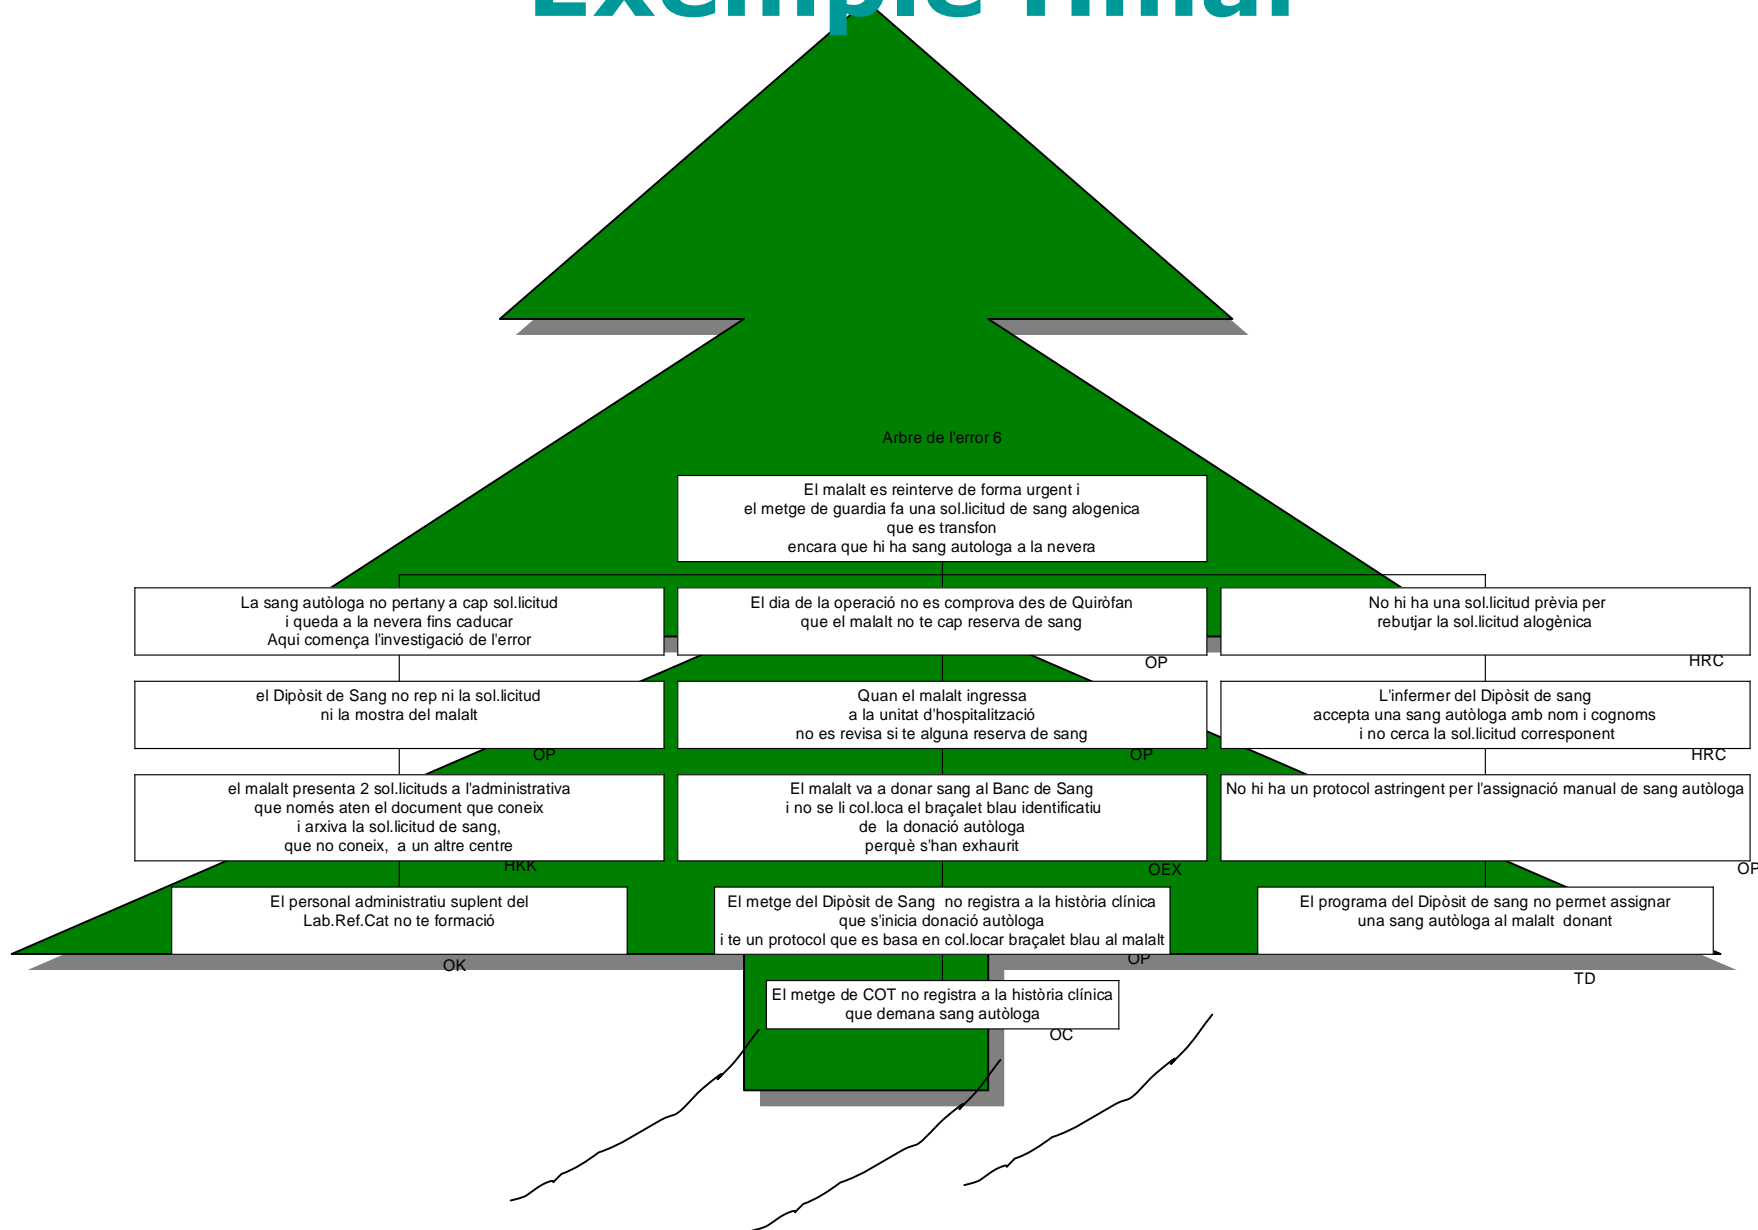 Exemple
Arbre de l'error 6
El malalt es reinterve de forma urgent i
el metge de guardia fa una sol.licitud de sang alogenica
que es transfon
encara que hi ha sang autologa a la nevera
La sang autòloga no pertany a cap sol.licitud
i queda a la nevera fins caducar
Aqui comença l'investigació de l'error
El dia de la operació no es comprova des de Quiròfan
que el malalt no te cap reserva de sang
OP
No hi ha una sol.licitud prèvia per
rebutjar la sol.licitud alogènica
HRC
el Dipòsit de Sang no rep ni la sol.licitud
ni la mostra del malalt
OP
Quan el malalt ingressa
a la unitat d'hospitalització
no es revisa si te alguna reserva de sang
OP
L'infermer del Dipòsit de sang
accepta una sang autòloga amb nom i cognoms
i no cerca la sol.licitud corresponent
HRC
el malalt presenta 2 sol.licituds a l'administrativa
que només aten el document que coneix
i arxiva la sol.licitud de sang,
que no coneix, a un altre centre
HKK
El malalt va a donar sang al Banc de Sang
i no se li col.loca el braçalet blau identificatiu
de la donació autòloga
perquè s'han exhaurit
OEX
No hi ha un protocol astringent per l'assignació manual de sang autòloga
OP
El personal administratiu suplent del
Lab.Ref.Cat no te formació
OK
El metge del Dipòsit de Sang no registra a la història clínica
que s'inicia donació autòloga
i te un protocol que es basa en col.locar braçalet blau al malalt
OP
El programa del Dipòsit de sang no permet assignar
una sang autòloga al malalt donant
TD
El metge de COT no registra a la història clínica
que demana sang autòloga
OC